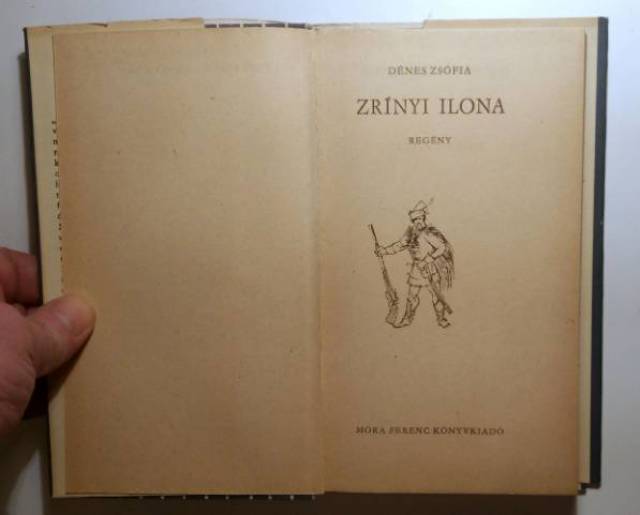 DÉNES ZSÓFIA
ZRÍNYI ILONA
REGÉNY
MÓRA FERENC KÖNYVKIADÓ